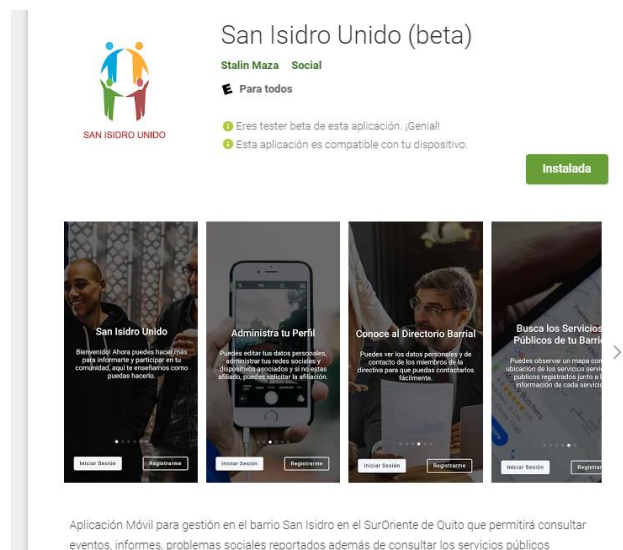 San Isidro Unido (beta)
Stalin Maza Social
E Para todos
Eres tester beta de esta aplicación. ¡Genial!
Esta aplicación es compatible con tu dispositivo.
SAN ISIDRO UNIDO
Instalada
San Isidro Unido
Bienvenido! Ahora puedes hacer más
para informarte y participar en tu
comunidad, aquí te enseñamos como
puedas hacerlo.
Iniciar Sesión Registrarme
Administra tu Perfil
Puedes editar tus datos personales,
administrar tus redes sociales y
dispositivos asociados y si no estas
afiliado, puedes solicitar la afiliación.
Iniciar Sesión Registrarme
Conoce al Directorio Barrial
Puedes ver los datos personales y de
contacto de los miembros de la
directiva para que puedas contactarlos
fácilmente.
Iniciar Sesión Registrarme
Busca los Servicios
Públicos de tu Barri
Puedes observar un mapa con
ubicación de los servicios servi
publicos registrados junto a l
información de cada servici
Iniciar Sesión Registrar
Aplicación Móvil para gestión en el barrio San Isidro en el SurOriente de Quito que permitirá consultar
eventos, informes, problemas sociales reportados además de consultar los servicios públicos